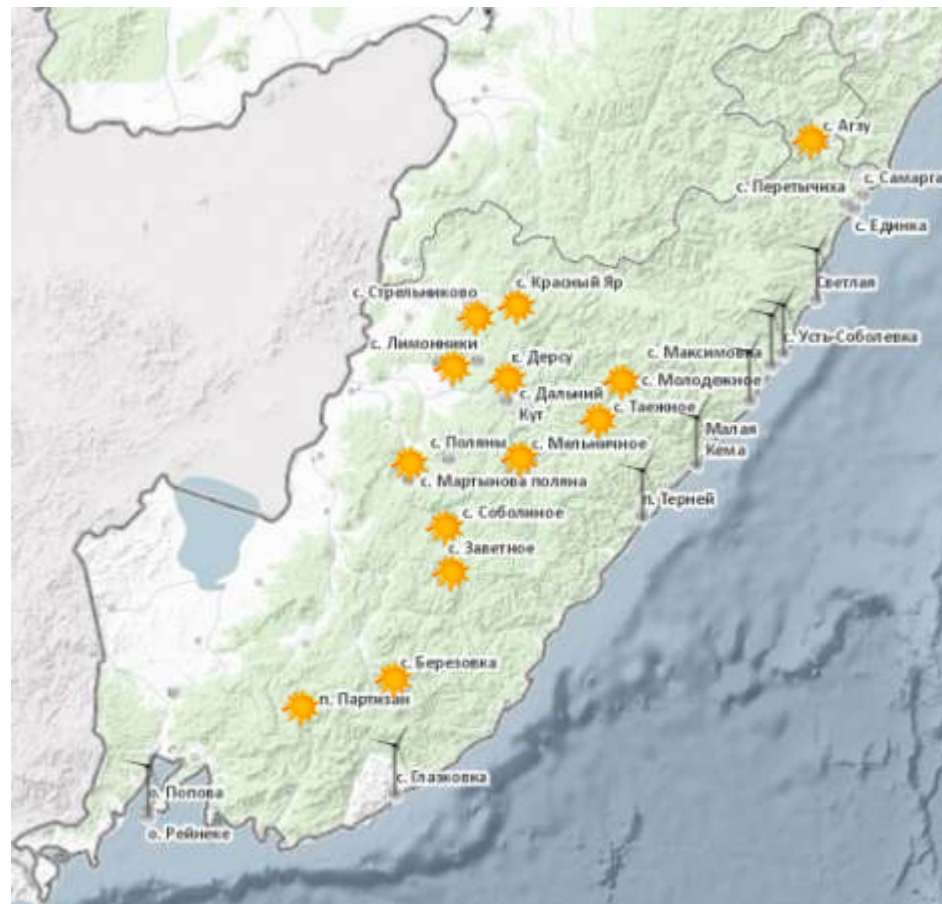 с. Агзу
с. Перетычиха
с. Самарга
с. Единка
Светлая
с. Красный Яр
с. Стрельниково
с. Усть-Соболевка
с. Лимонники
с. Максимовка
с. Дерсу
с. Молодежное
с. Дальний
Кут
с. Таежное
Малая
Кема
с. Поляны
с. Мельничное
с. Мартынова поляна
п. Терней
с. Соболиное
с. Заветное
с. Березовка
п. Партизан
с. Глазковка
о. Попова
о. Рейнеке